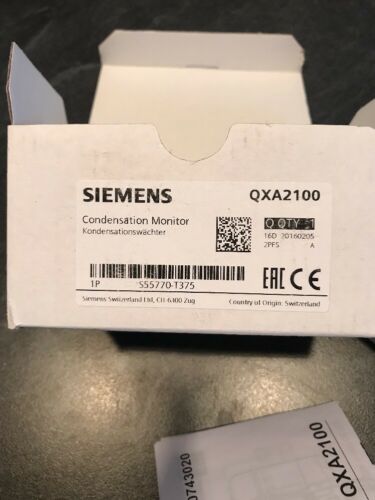 SIEMENS
QXA2100
Condensation Monitor
Kondensationswächter
Q QTY 1
16D 20160205
2PFS A
1P S55770-T375
EAC CE
Siemens Switzerland Ltd, CH-6300 Zug
Country of Origin: Switzerland
0743020
QXA2100